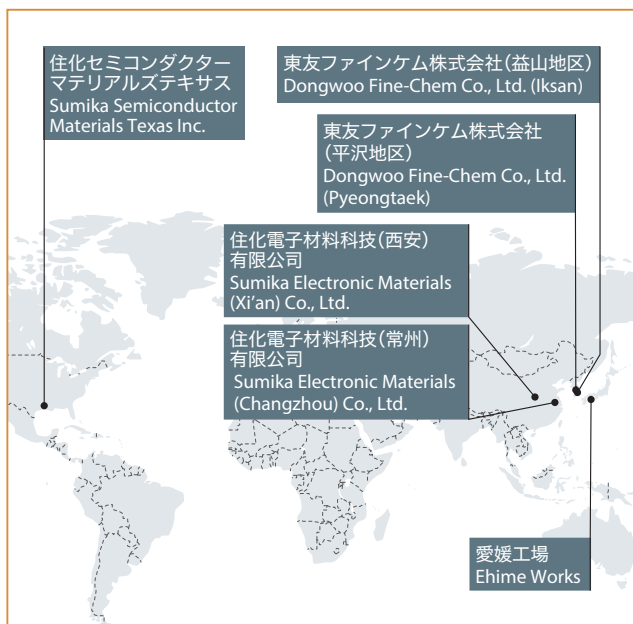 住化セミコンダクター
マテリアルズテキサス
Sumika Semiconductor
Materials Texas Inc.
東友ファインケム株式会社(益山地区)
Dongwoo Fine-Chem Co., Ltd. (Iksan)
東友ファインケム株式会社
(平沢地区)
Dongwoo Fine-Chem Co., Ltd.
(Pyeongtaek)
住化電子材料科技(西安)
有限公司
Sumika Electronic Materials
(Xi’an) Co., Ltd.
住化電子材料科技(常州)
有限公司
Sumika Electronic Materials
(Changzhou) Co., Ltd.
愛媛工場
Ehime Works